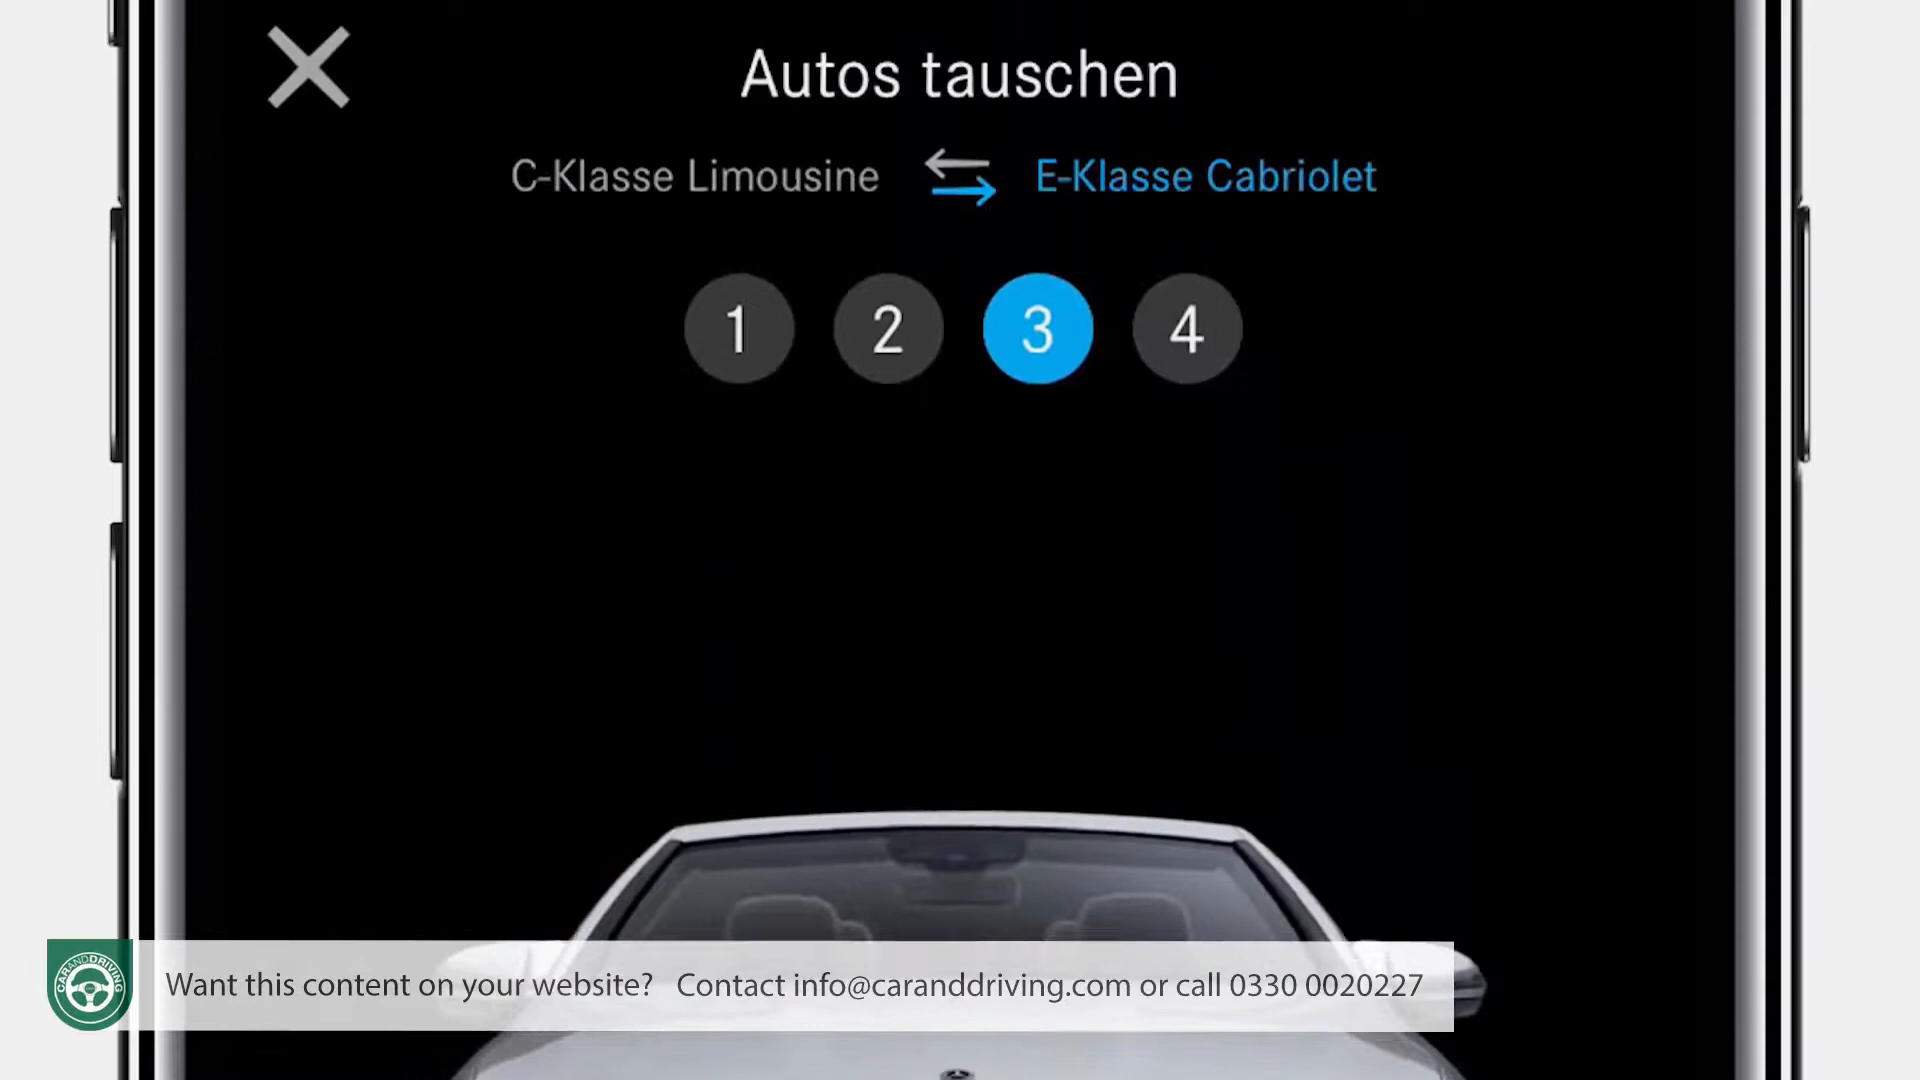 Autos tauschen
C-Klasse Limousine
E-Klasse Cabriolet
1 2 3 4
CARANDDRIVING
Want this content on your website? Contact info@caranddriving.com or call 0330 0020227